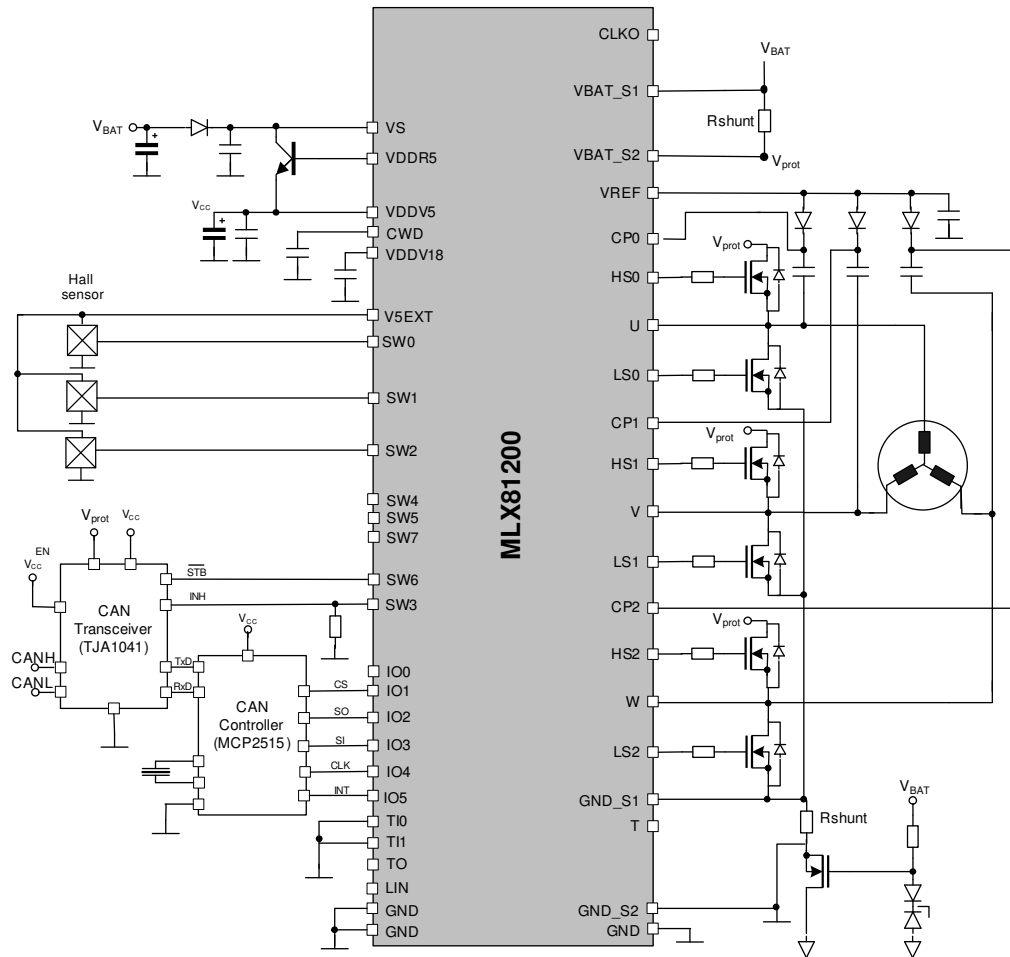 CLKO
VBAT
VBAT_S1
Rshunt
VBAT_S2
Vprot
VBAT
VS
VDDR5
VREF
VCC
VDDV5
CWD
VDDV18
CP0
Vprot
HS0
Hall
sensor
V5EXT
SW0
U
LS0
SW1
CP1
Vprot
SW2
HS1
MLX81200
SW4
SW5
SW7
V
Vprot
VCC
EN
VCC
STB
SW6
LS1
INH
SW3
CP2
CAN
Transceiver
(TJA1041)
VCC
Vprot
HS2
CANH
CANL
TxD
RxD
IO0
CS
IO1
W
CAN
Controller
(MCP2515)
SO
IO2
SI
IO3
LS2
CLK
IO4
INT
IO5
GND_S1
VBAT
TI0
T
Rshunt
TI1
TO
LIN
GND
GND_S2
GND
GND